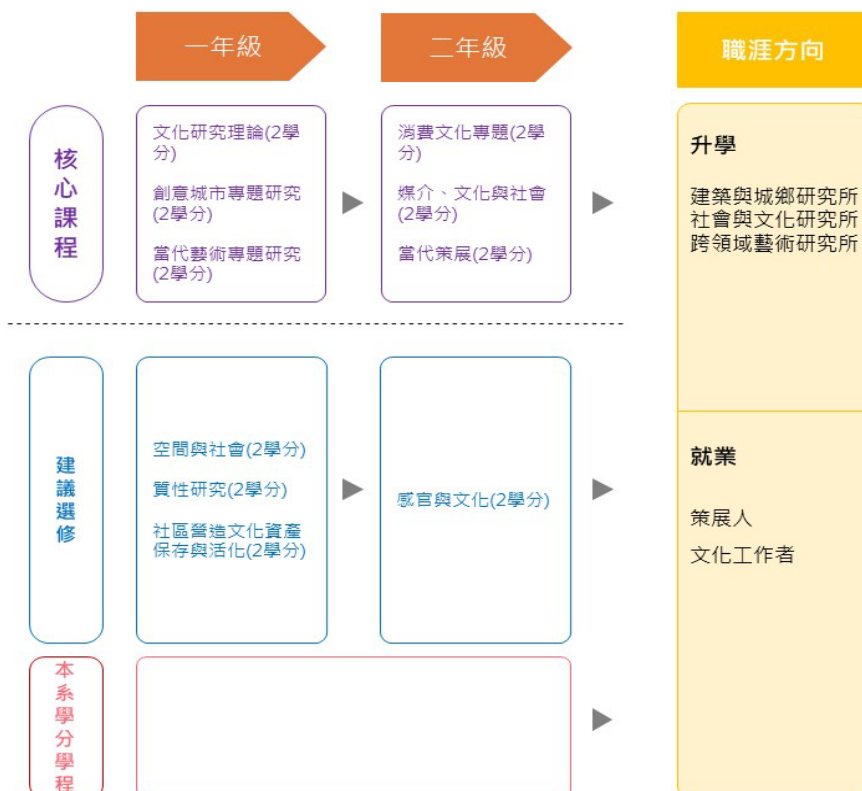 一年級
二年級
職涯方向
核心課程
文化研究理論(2學
分)
創意城市專題研究
(2學分)
當代藝術專題研究
(2學分)
消費文化專題(2學
分)
媒介、文化與社會
(2學分)
當代策展(2學分)
升學
建築與城鄉研究所
社會與文化研究所
跨領域藝術研究所
建議選修
空間與社會(2學分)
質性研究(2學分)
社區營造文化資產
保存與活化(2學分)
感官與文化(2學分)
就業
策展人
文化工作者
本系學分學程